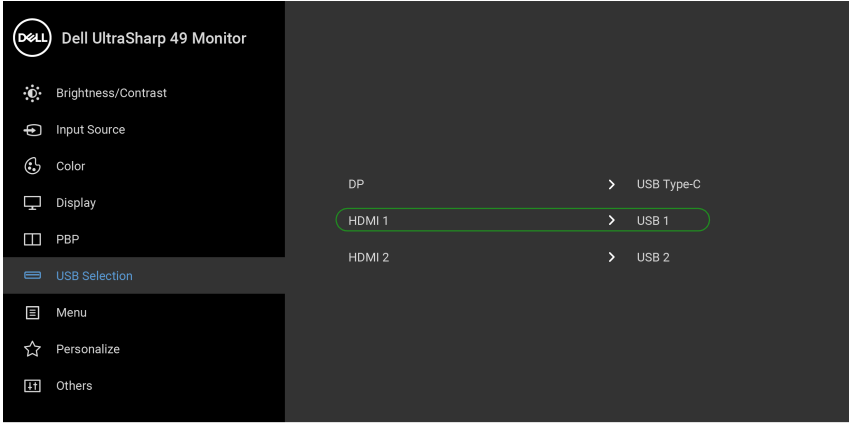 DELL
Dell UltraSharp 49 Monitor
Brightness/Contrast
Input Source
Color
Display
PBP
USB Selection
Menu
Personalize
Others
DP USB Type-C
HDMI 1 USB 1
HDMI 2 USB 2